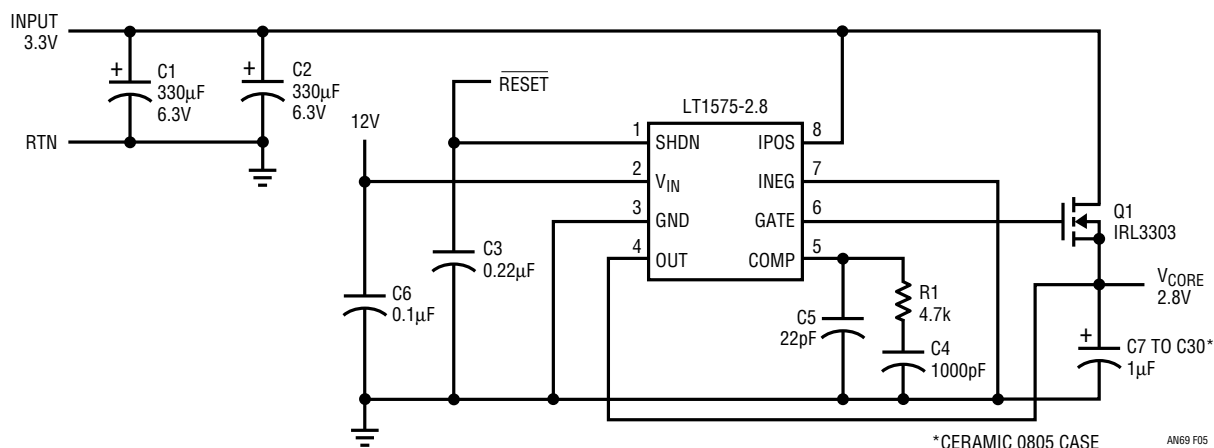 INPUT
3.3V
C1
330µF
6.3V
C2
330µF
6.3V
RTN
RESET
12V
LT1575-2.8
1
SHDN
IPOS
8
2
VIN
INEG
7
3
GND
GATE
6
4
OUT
COMP
5
Q1
IRL3303
C3
0.22µF
C6
0.1µF
C5
22pF
R1
4.7k
C4
1000pF
VCORE
2.8V
+
+
+
C7 TO C30*
1µF
*CERAMIC 0805 CASE
AN69 F05